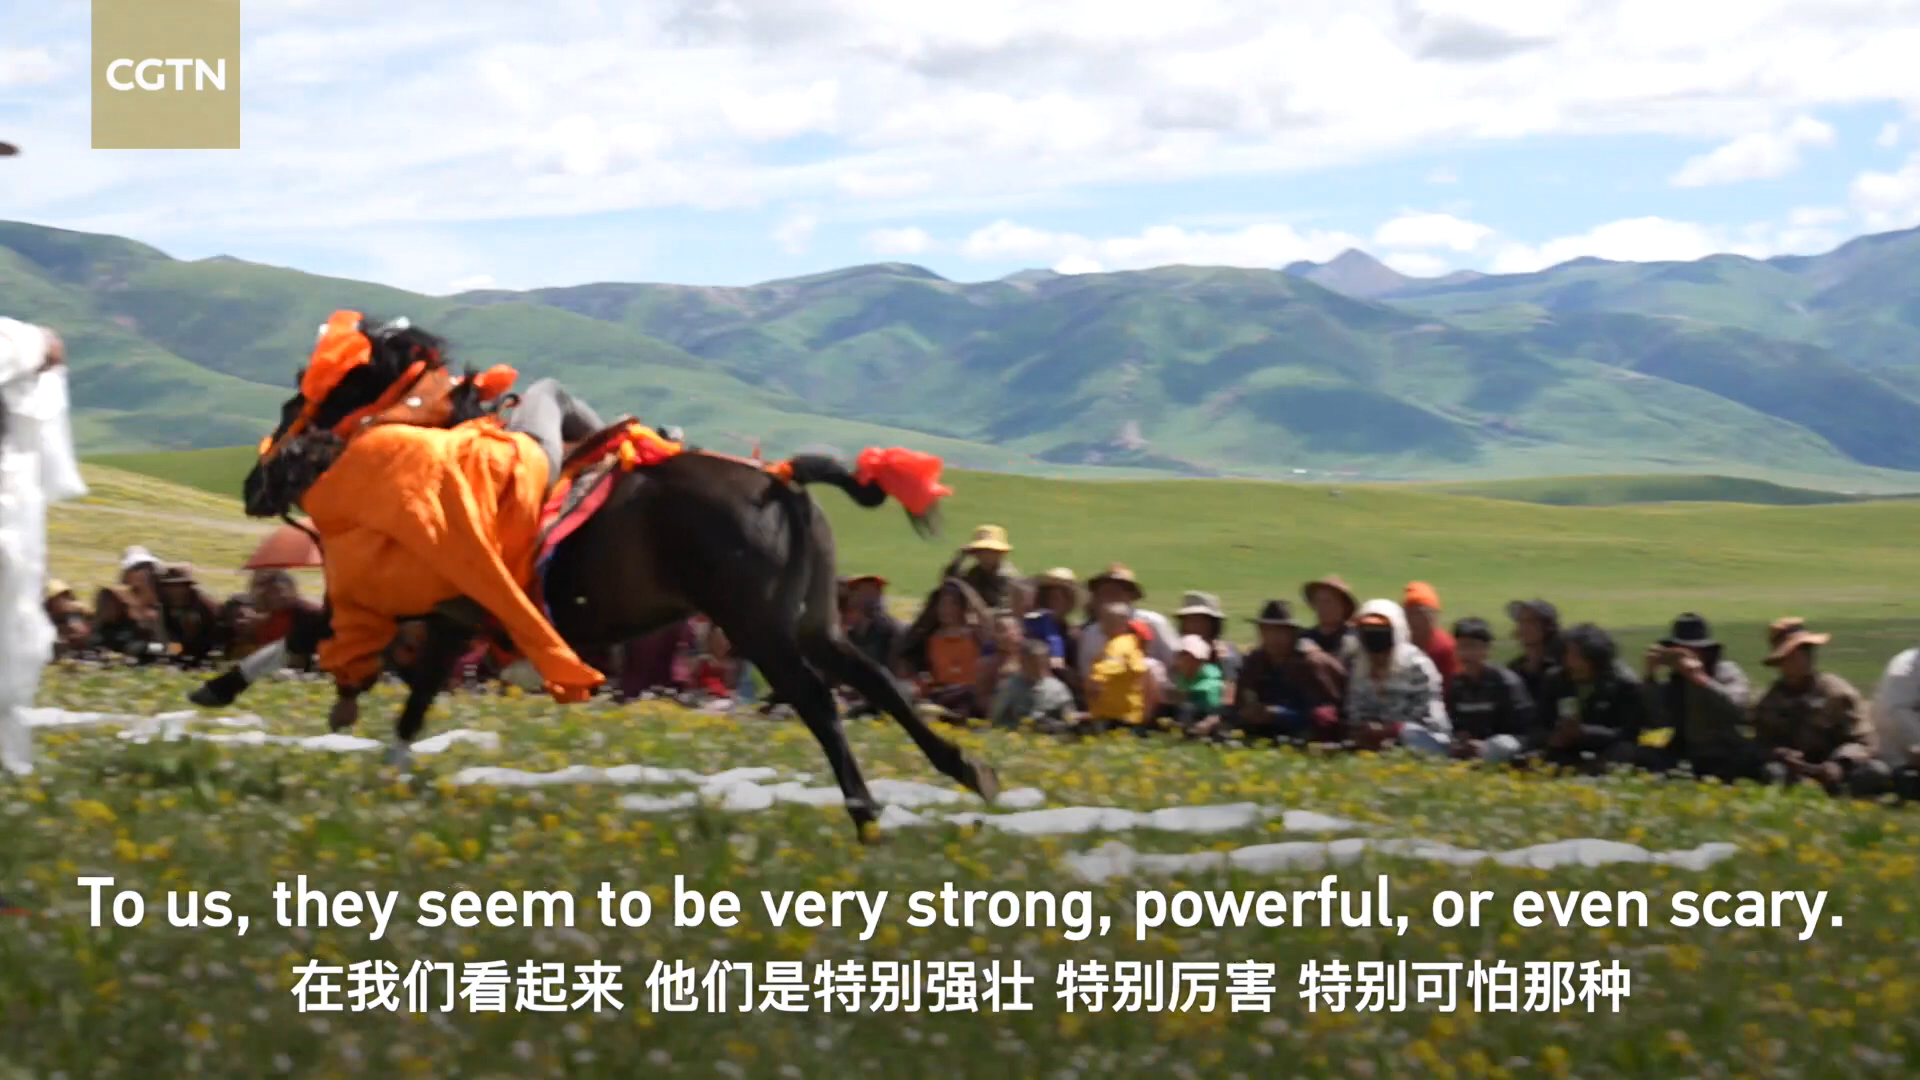 CGTN
To us, they seem to be very strong, powerful, or even scary.
在我们看起来 他们是特别强壮 特别厉害 特别可怕那种